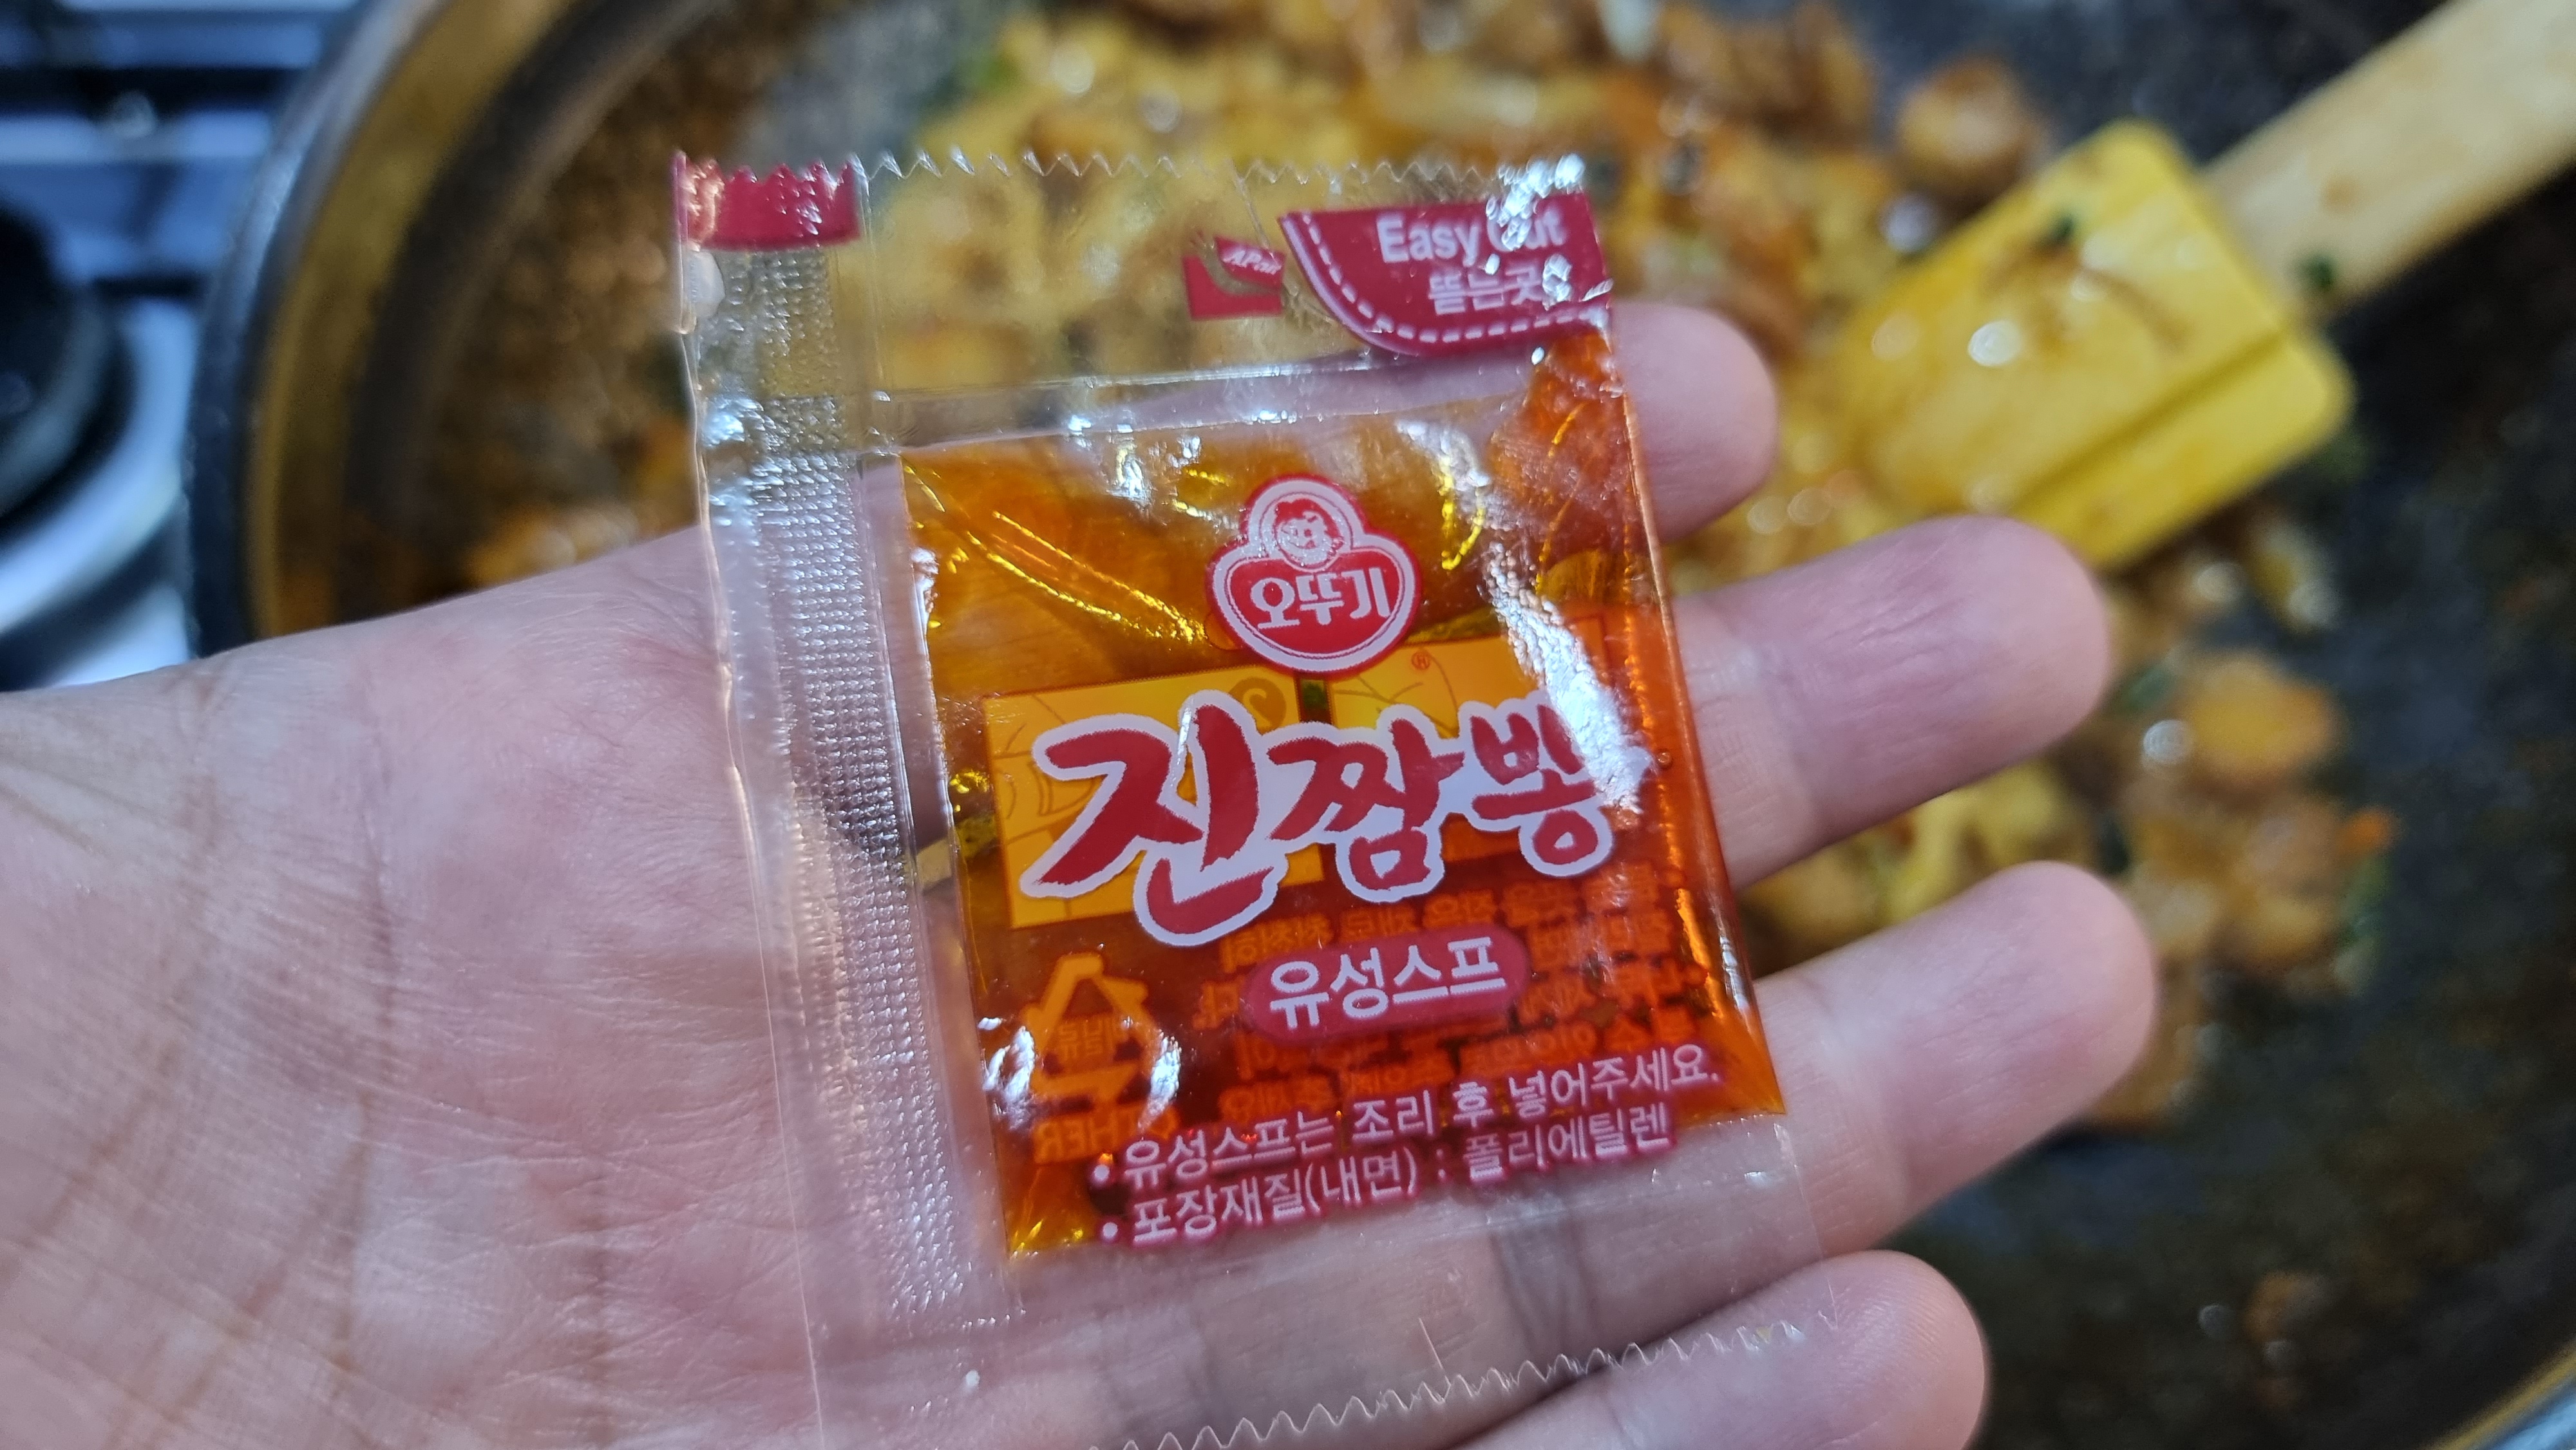 Easy Cut
뜯는곳
오뚜기
®
진짬뽕
유성스프
• 유성스프는 조리 후 넣어주세요.
• 포장재질(내면) : 폴리에틸렌